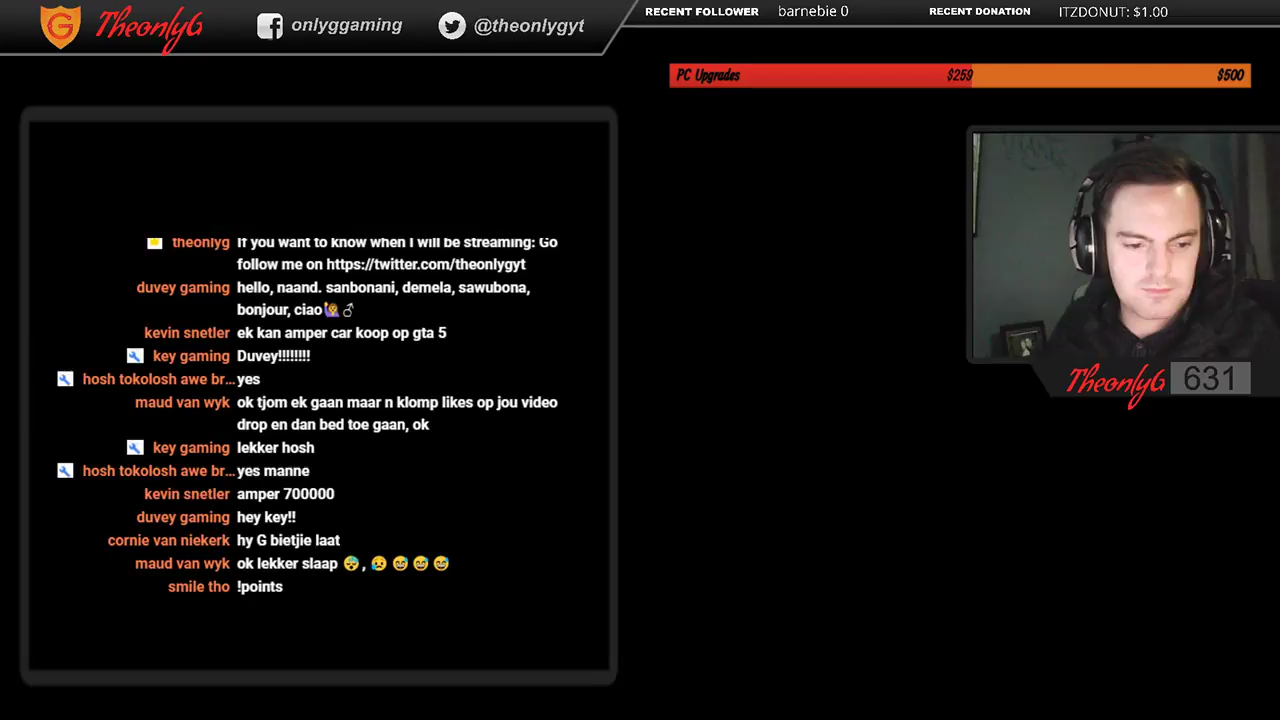 TheonlyG onlyggaming @theonlygyt RECENT FOLLOWER barnebie 0 RECENT DONATION ITZDONUT: $1.00
PC Upgrades $259 $500
theonlyg If you want to know when I will be streaming: Go
follow me on https://twitter.com/theonlygyt
duvey gaming hello, naand. sanbonani, demela, sawubona,
bonjour, ciao🙋🏽♂
kevin snetler ek kan amper car koop op gta 5
key gaming Duvey!!!!!!!!
hosh tokolosh awe br... yes
maud van wyk ok tjom ek gaan maar n klomp likes op jou video
drop en dan bed toe gaan, ok
key gaming lekker hosh
hosh tokolosh awe br... yes manne
kevin snetler amper 700000
duvey gaming hey key!!
cornie van niekerk hy G bietjie laat
maud van wyk ok lekker slaap 😴, 😥 😅 😅 😅
smile tho !points
TheonlyG 631